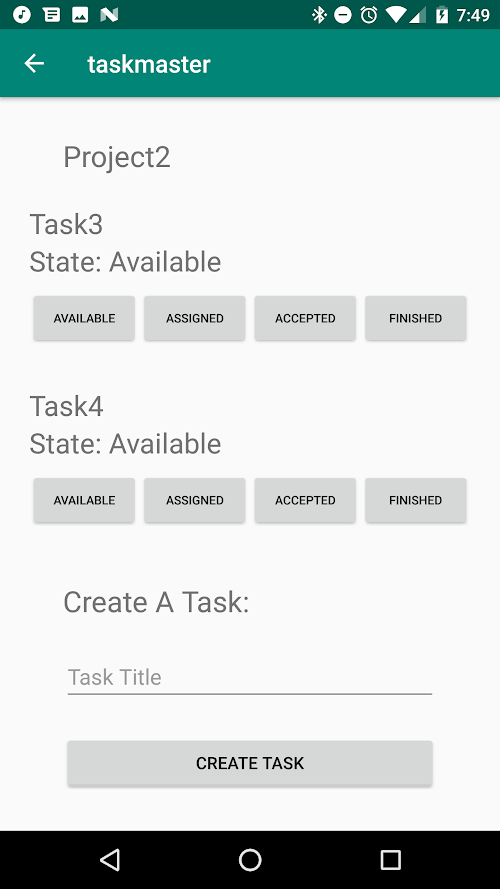 7:49
taskmaster
Project2
Task3
State: Available
AVAILABLE ASSIGNED ACCEPTED FINISHED
Task4
State: Available
AVAILABLE ASSIGNED ACCEPTED FINISHED
Create A Task:
Task Title
CREATE TASK